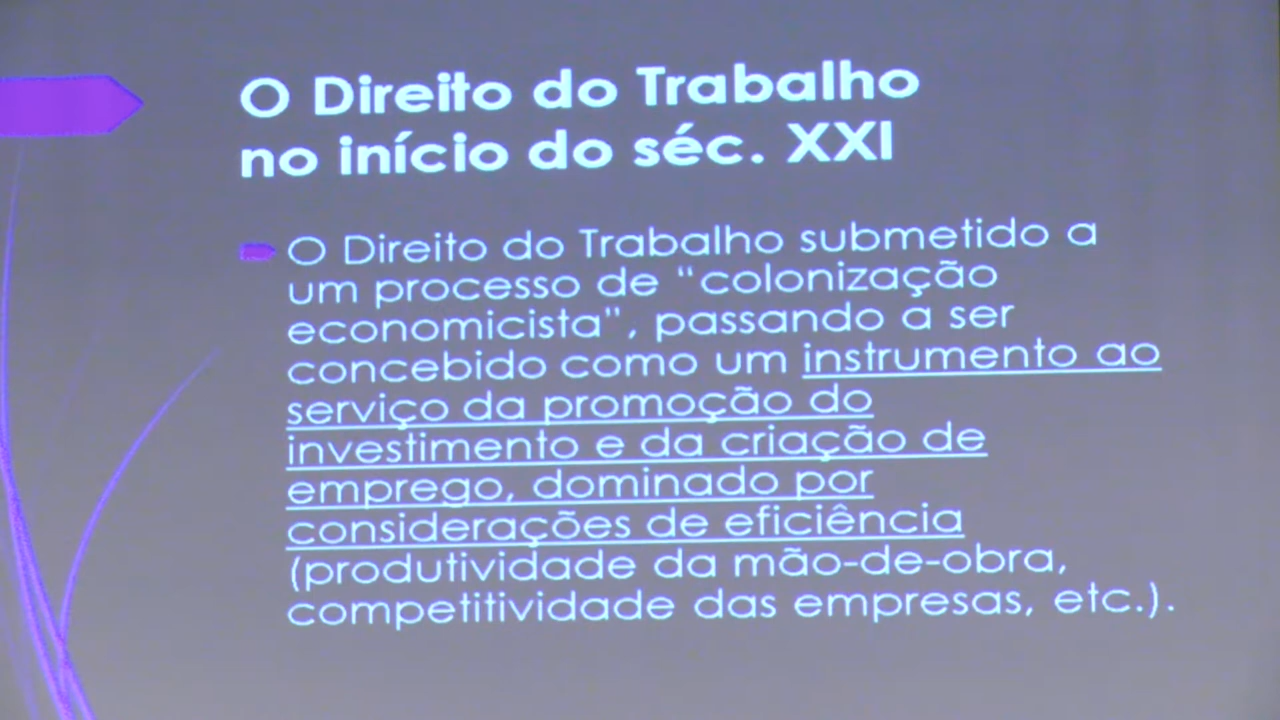 O Direito do Trabalho
no início do séc. XXI
O Direito do Trabalho submetido a
um processo de “colonização
economicista”, passando a ser
concebido como um instrumento ao
serviço da promoção do
investimento e da criação de
emprego, dominado por
considerações de eficiência
(produtividade da mão-de-obra,
competitividade das empresas, etc.).